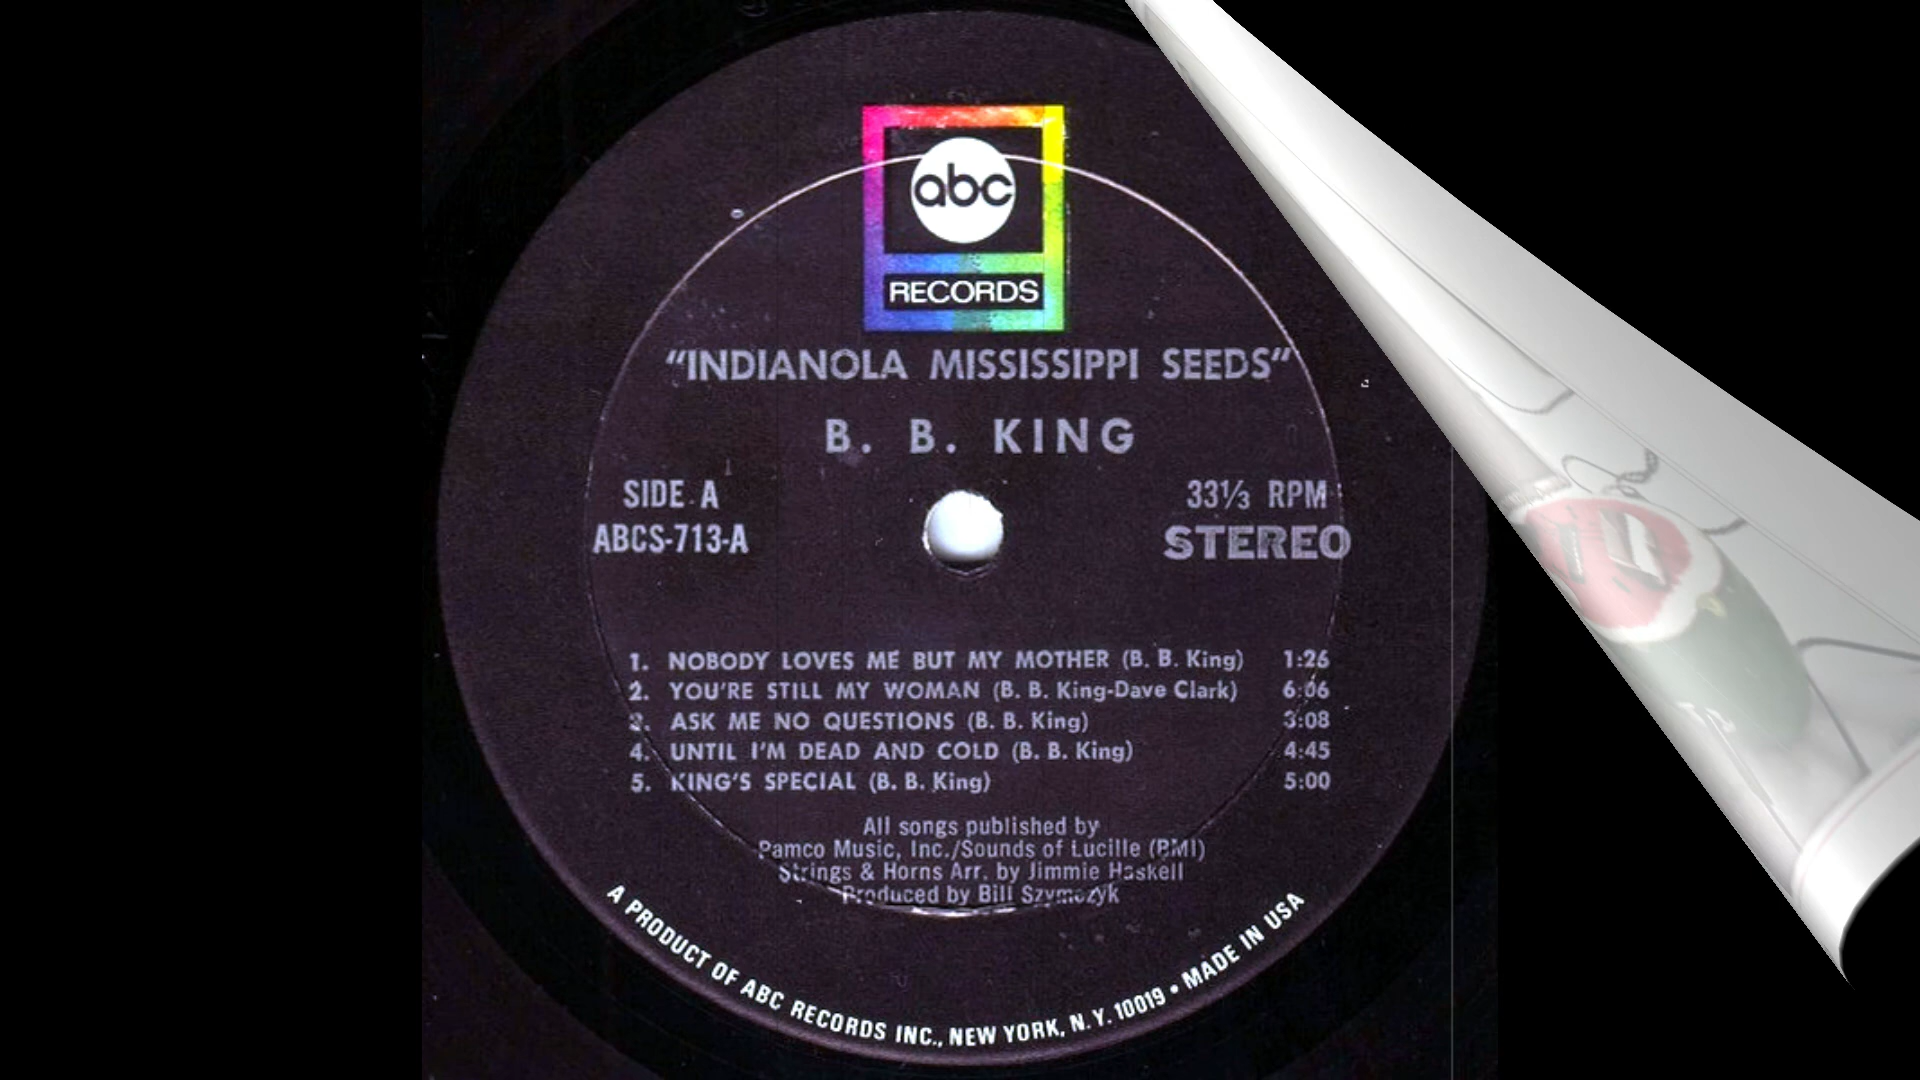 abc
RECORDS
“INDIANOLA MISSISSIPPI SEEDS“
B. B. KING
SIDE A
ABCS-713-A
33⅓ RPM
STEREO
1. NOBODY LOVES ME BUT MY MOTHER (B. B. King) 1:26
2. YOU'RE STILL MY WOMAN (B. B. King-Dave Clark) 6:06
3. ASK ME NO QUESTIONS (B. B. King) 3:08
4. UNTIL I'M DEAD AND COLD (B. B. King) 4:45
5. KING'S SPECIAL (B. B. King) 5:00
All songs published by
Pamco Music, Inc./Sounds of Lucille (BMI)
Strings & Horns Arr. by Jimmie Haskell
Produced by Bill Szymczyk
A PRODUCT OF ABC RECORDS INC., NEW YORK, N.Y. 10019 • MADE IN USA